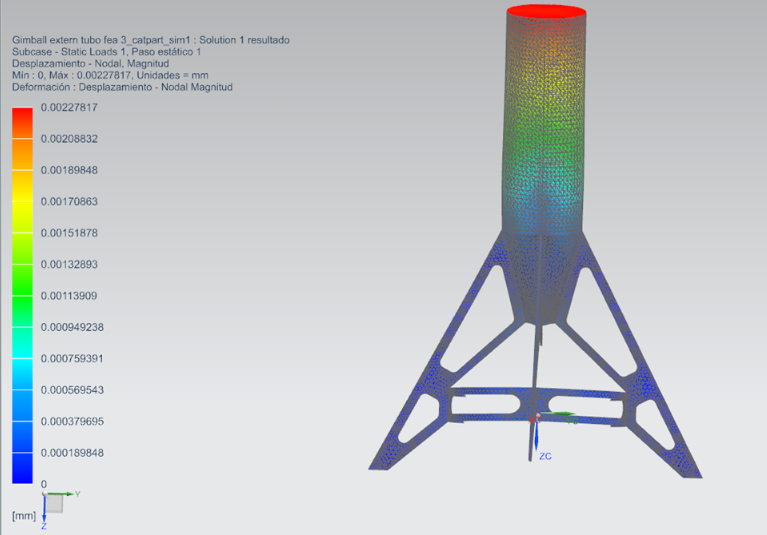 Gimball extern tubo fea 3_catpart_sim1 : Solution 1 resultado
Subcase - Static Loads 1, Paso estático 1
Desplazamiento - Nodal, Magnitud
Mín : 0, Máx : 0.00227817, Unidades = mm
Deformación : Desplazamiento - Nodal Magnitud
0.00227817
0.00208832
0.00189848
0.00170863
0.00151878
0.00132893
0.00113909
0.000949238
0.000759391
0.000569543
0.000379695
0.000189848
0
[mm]
Y
Z
ZC